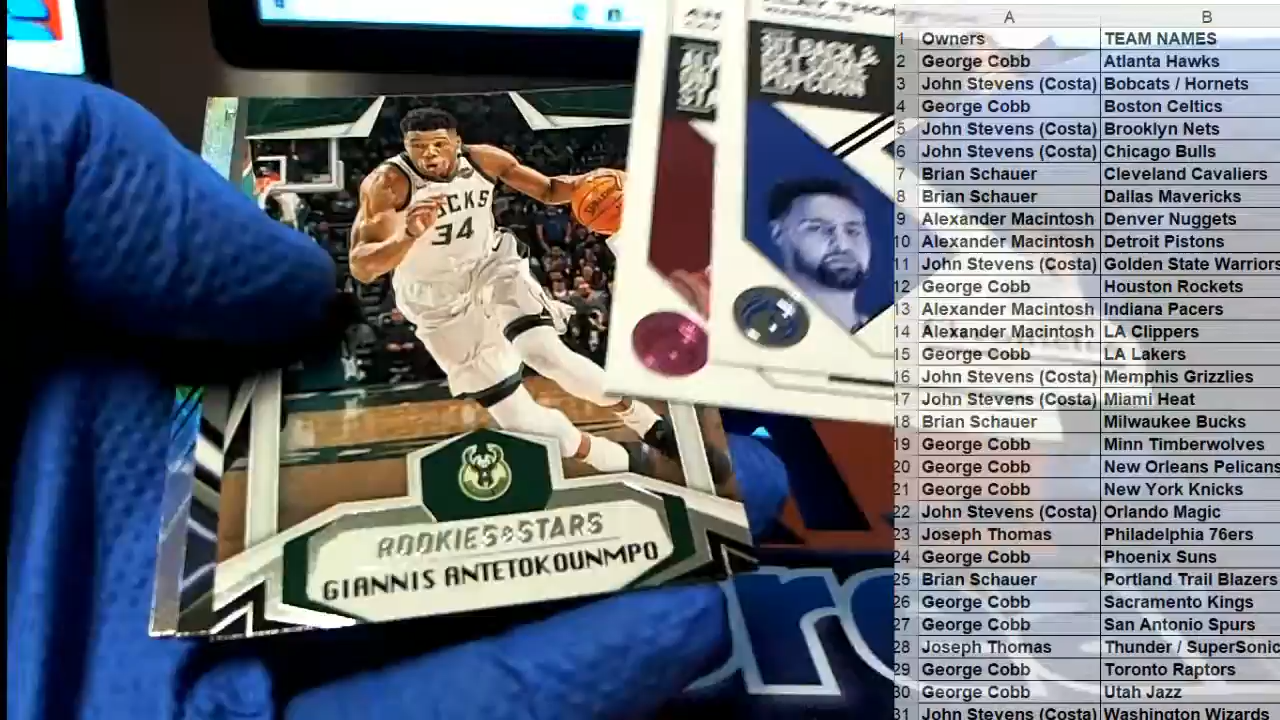 BUCKS
34
ROOKIES & STARS
GIANNIS ANTETOKOUNMPO
SIT BACK &
GET SOME
POPCORN
A B
1 Owners TEAM NAMES
2 George Cobb Atlanta Hawks
3 John Stevens (Costa) Bobcats / Hornets
4 George Cobb Boston Celtics
5 John Stevens (Costa) Brooklyn Nets
6 John Stevens (Costa) Chicago Bulls
7 Brian Schauer Cleveland Cavaliers
8 Brian Schauer Dallas Mavericks
9 Alexander Macintosh Denver Nuggets
10 Alexander Macintosh Detroit Pistons
11 John Stevens (Costa) Golden State Warriors
12 George Cobb Houston Rockets
13 Alexander Macintosh Indiana Pacers
14 Alexander Macintosh LA Clippers
15 George Cobb LA Lakers
16 John Stevens (Costa) Memphis Grizzlies
17 John Stevens (Costa) Miami Heat
18 Brian Schauer Milwaukee Bucks
19 George Cobb Minn Timberwolves
20 George Cobb New Orleans Pelicans
21 George Cobb New York Knicks
22 John Stevens (Costa) Orlando Magic
23 Joseph Thomas Philadelphia 76ers
24 George Cobb Phoenix Suns
25 Brian Schauer Portland Trail Blazers
26 George Cobb Sacramento Kings
27 George Cobb San Antonio Spurs
28 Joseph Thomas Thunder / SuperSonic
29 George Cobb Toronto Raptors
30 George Cobb Utah Jazz
31 John Stevens (Costa) Washington Wizards